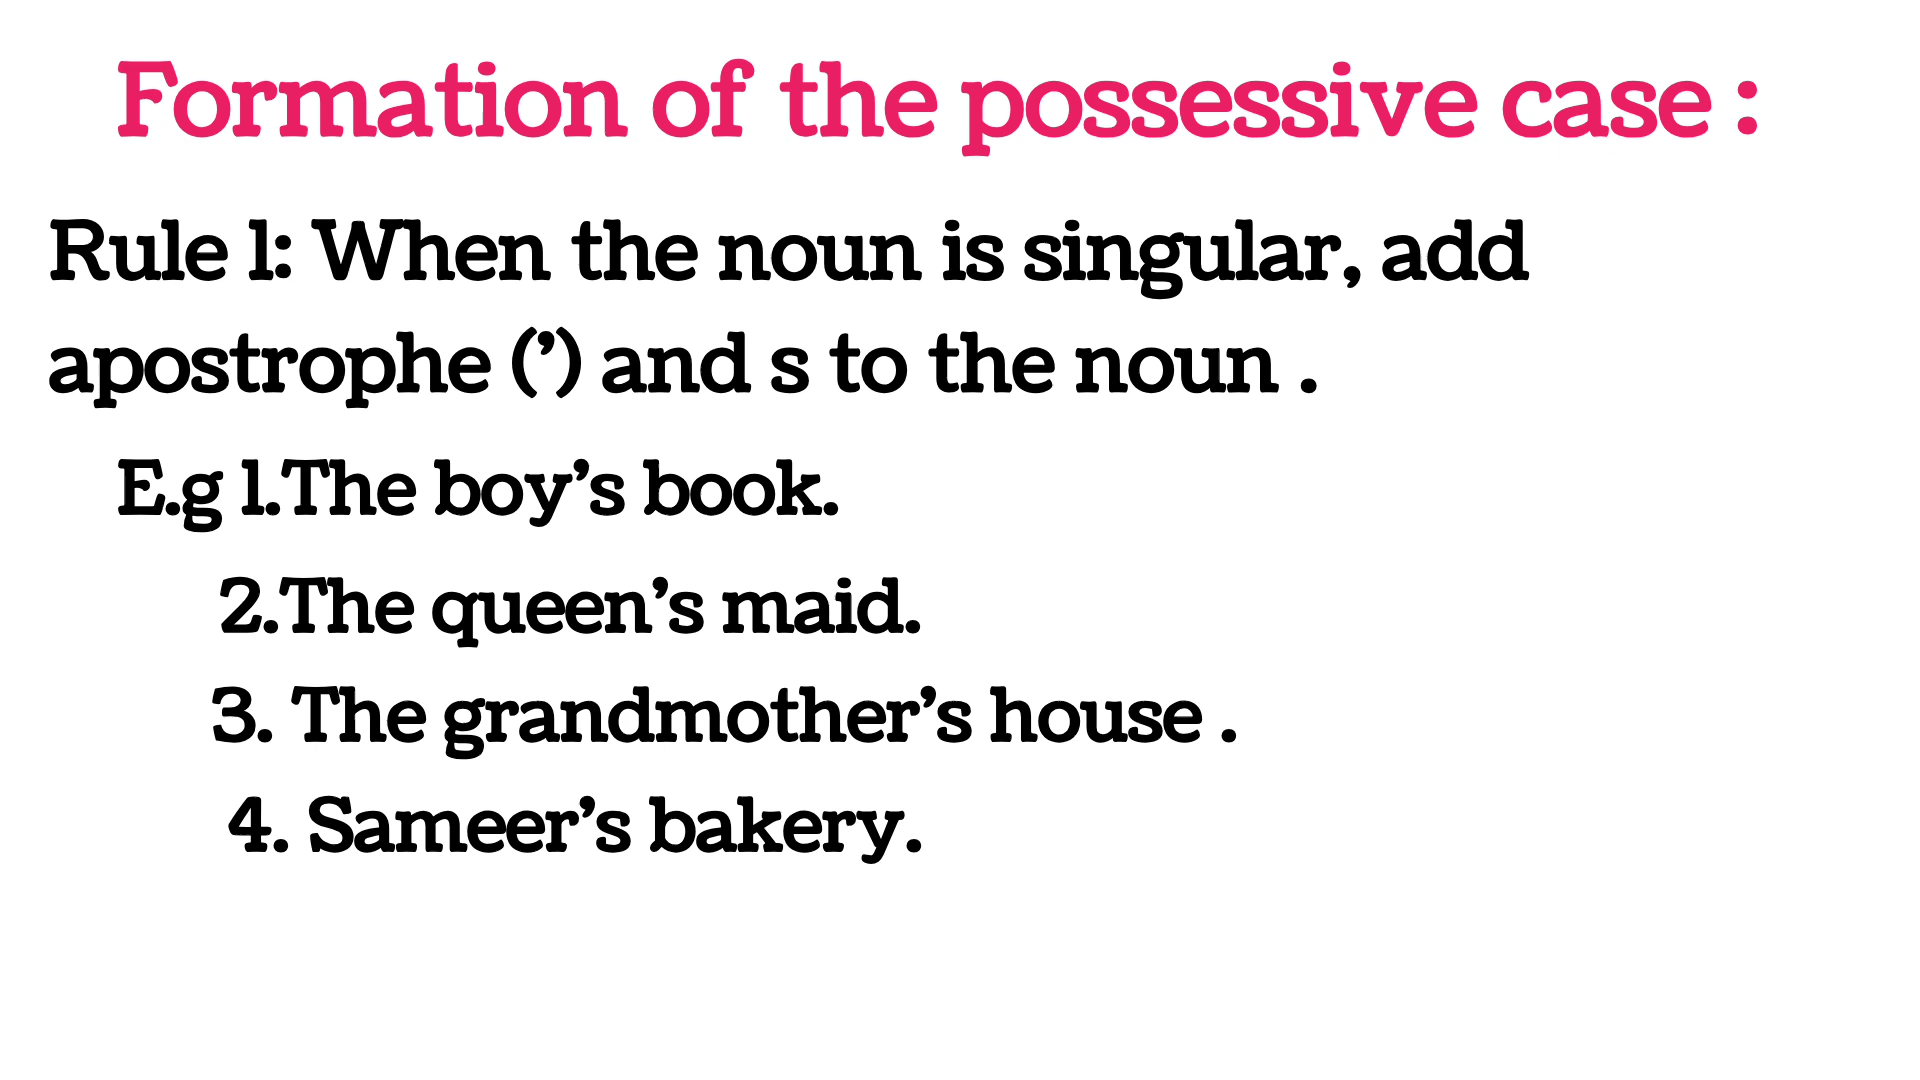 Formation of the possessive case :
Rule 1: When the noun is singular, add
apostrophe (’) and s to the noun .
E.g 1.The boy’s book.
2.The queen’s maid.
3. The grandmother’s house .
4. Sameer’s bakery.